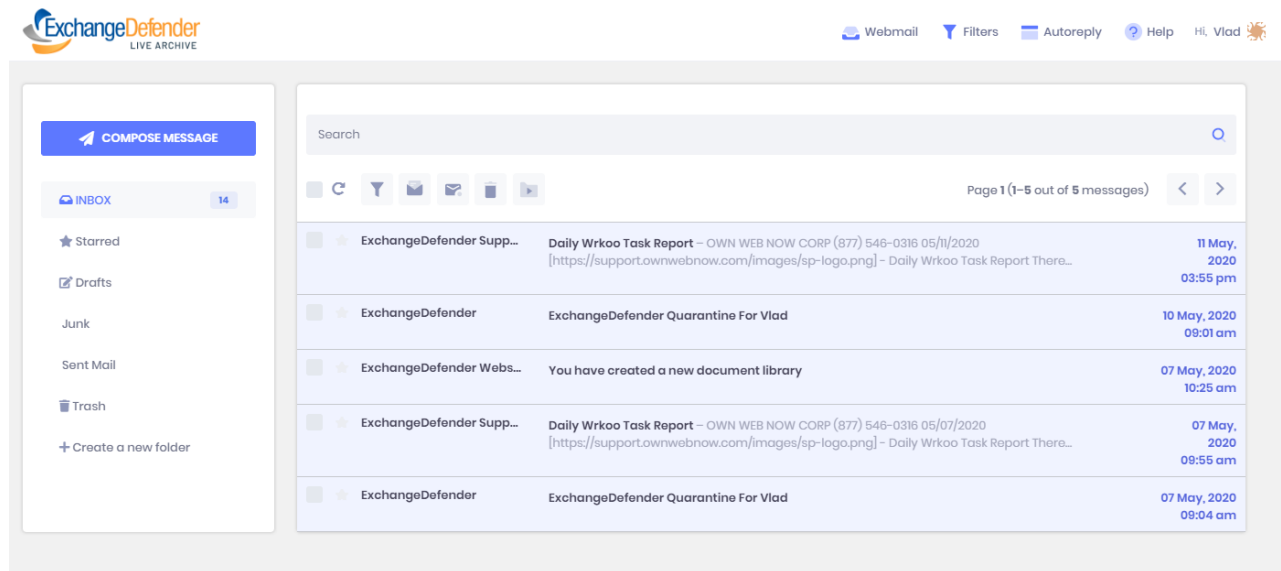 ExchangeDefender
LIVE ARCHIVE
Webmail
Filters
Autoreply
? Help
Hi, Vlad
COMPOSE MESSAGE
INBOX 14
Starred
Drafts
Junk
Sent Mail
Trash
+ Create a new folder
Search
Page 1 (1-5 out of 5 messages)
ExchangeDefender Supp... Daily Wrkoo Task Report - OWN WEB NOW CORP (877) 546-0316 05/11/2020 11 May,
[https://support.ownwebnow.com/images/sp-logo.png] - Daily Wrkoo Task Report There... 2020
03:55 pm
ExchangeDefender ExchangeDefender Quarantine For Vlad 10 May, 2020
09:01 am
ExchangeDefender Webs... You have created a new document library 07 May, 2020
10:25 am
ExchangeDefender Supp... Daily Wrkoo Task Report - OWN WEB NOW CORP (877) 546-0316 05/07/2020 07 May,
[https://support.ownwebnow.com/images/sp-logo.png] - Daily Wrkoo Task Report There... 2020
09:55 am
ExchangeDefender ExchangeDefender Quarantine For Vlad 07 May, 2020
09:04 am